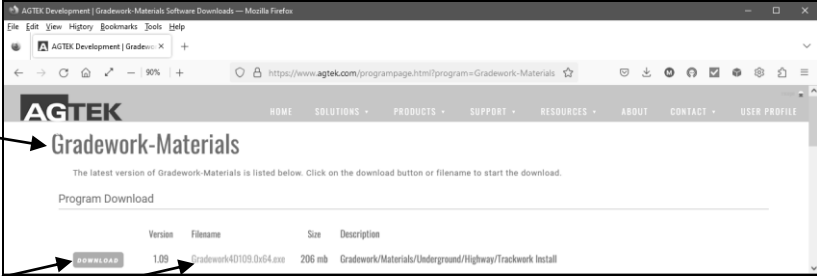 AGTEK Development | Gradework-Materials Software Downloads — Mozilla Firefox
File Edit View History Bookmarks Tools Help
AGTEK Development | Gradewo
90%
https://www.agtek.com/programpage.html?program=Gradework-Materials
AGTEK
HOME SOLUTIONS PRODUCTS SUPPORT RESOURCES ABOUT CONTACT USER PROFILE
Gradework-Materials
The latest version of Gradework-Materials is listed below. Click on the download button or filename to start the download.
Program Download
Version Filename Size Description
DOWNLOAD 1.09 Gradework4D109.0x64.exe 206 mb Gradework/Materials/Underground/Highway/Trackwork Install